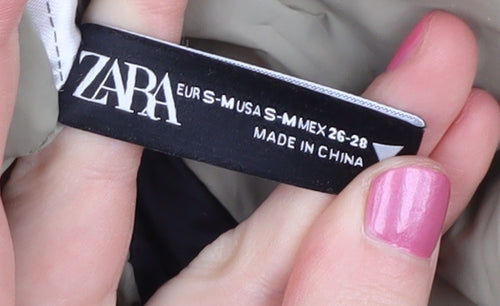 ZARA EUR S-M USA S-M MEX 26-28
MADE IN CHINA